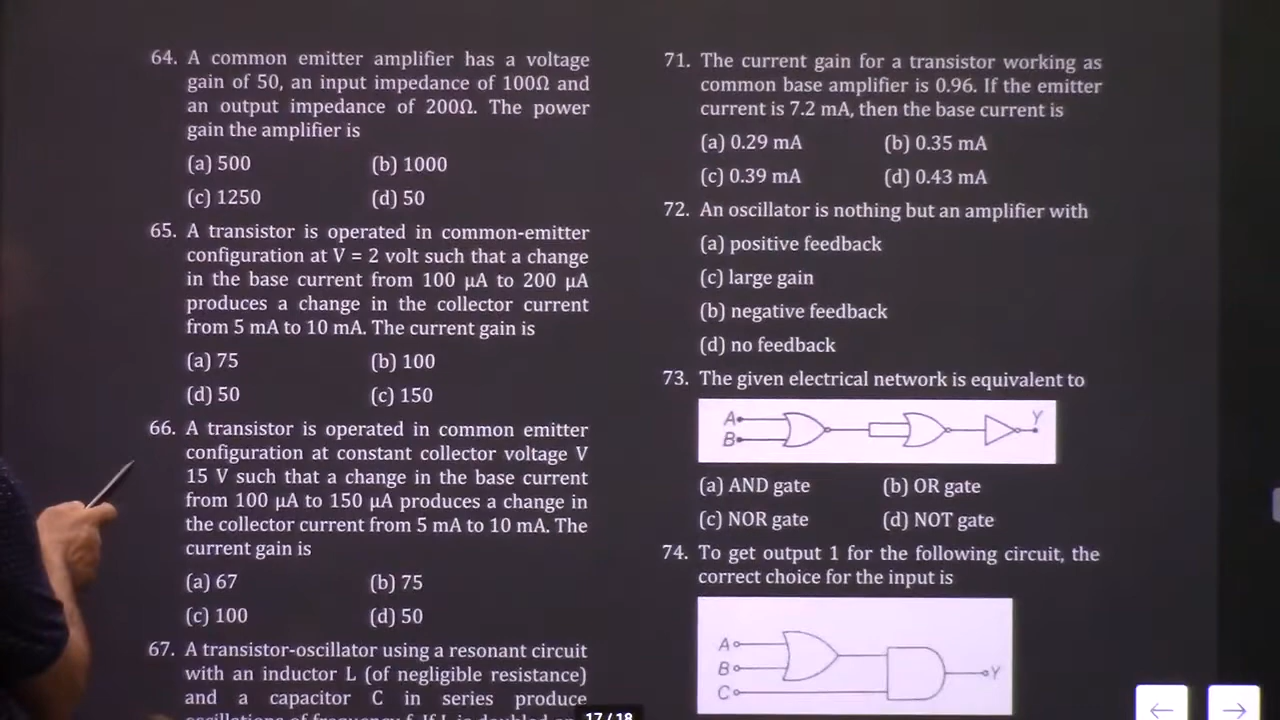 64. A common emitter amplifier has a voltage
gain of 50, an input impedance of 100Ω and
an output impedance of 200Ω. The power
gain the amplifier is
(a) 500 (b) 1000
(c) 1250 (d) 50
65. A transistor is operated in common-emitter
configuration at V = 2 volt such that a change
in the base current from 100 μA to 200 μA
produces a change in the collector current
from 5 mA to 10 mA. The current gain is
(a) 75 (b) 100
(d) 50 (c) 150
66. A transistor is operated in common emitter
configuration at constant collector voltage V
15 V such that a change in the base current
from 100 μA to 150 μA produces a change in
the collector current from 5 mA to 10 mA. The
current gain is
(a) 67 (b) 75
(c) 100 (d) 50
67. A transistor-oscillator using a resonant circuit
with an inductor L (of negligible resistance)
and a capacitor C in series produce
oscillations of frequency f. If L is doubled
71. The current gain for a transistor working as
common base amplifier is 0.96. If the emitter
current is 7.2 mA, then the base current is
(a) 0.29 mA (b) 0.35 mA
(c) 0.39 mA (d) 0.43 mA
72. An oscillator is nothing but an amplifier with
(a) positive feedback
(c) large gain
(b) negative feedback
(d) no feedback
73. The given electrical network is equivalent to
A
B
Y
(a) AND gate (b) OR gate
(c) NOR gate (d) NOT gate
74. To get output 1 for the following circuit, the
correct choice for the input is
A
B
C
Y
17 / 18